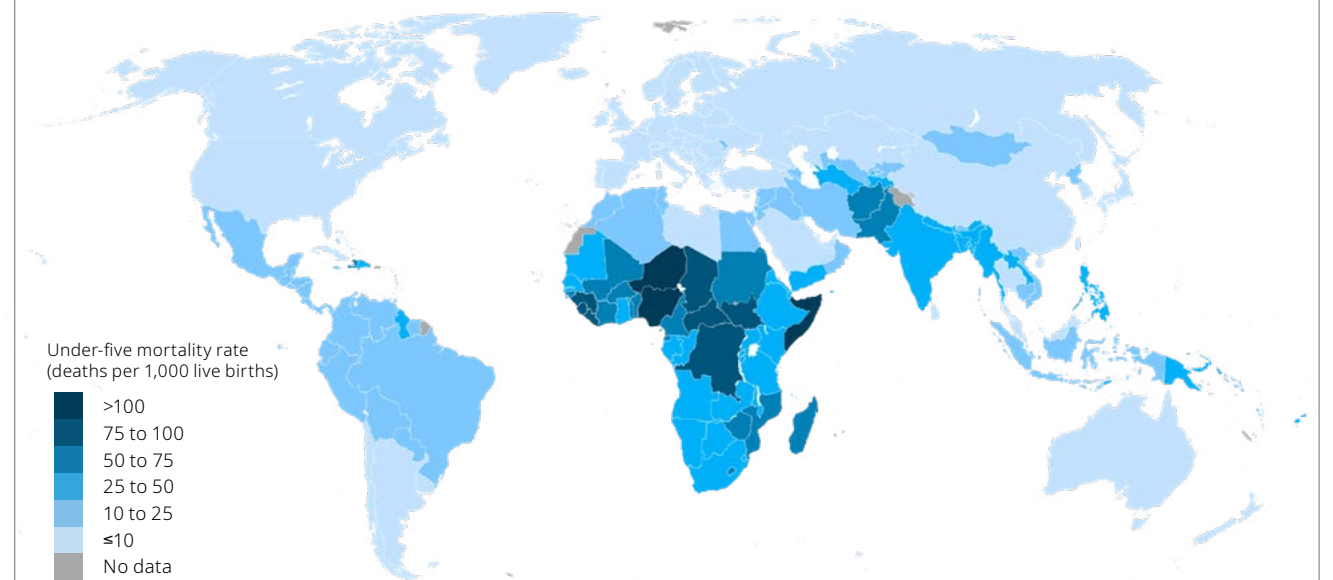 Under-five mortality rate
(deaths per 1,000 live births)
>100
75 to 100
50 to 75
25 to 50
10 to 25
≤10
No data